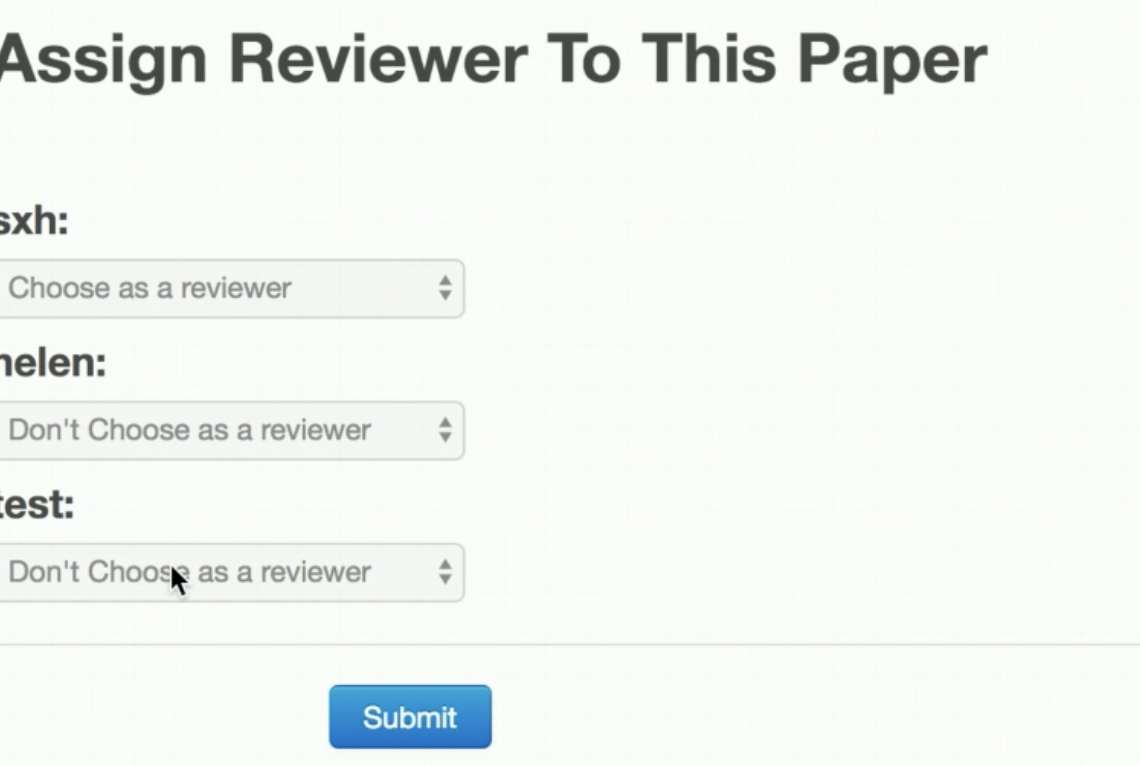 Assign Reviewer To This Paper
sxh:
Choose as a reviewer
helen:
Don't Choose as a reviewer
test:
Don't Choose as a reviewer
Submit